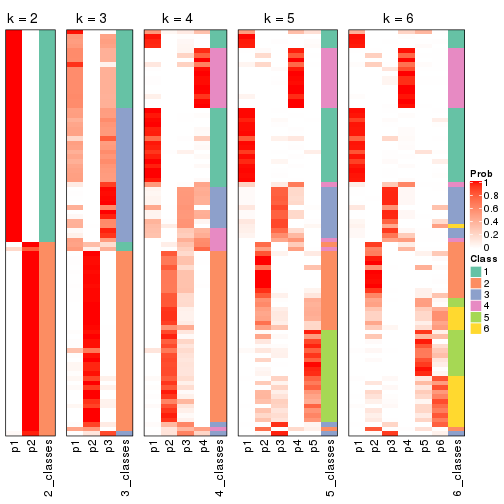 k = 2
k = 3
k = 4
k = 5
k = 6
p1
p2
2_classes
p1
p2
p3
3_classes
p1
p2
p3
p4
4_classes
p1
p2
p3
p4
p5
5_classes
p1
p2
p3
p4
p5
p6
6_classes
Prob
1
0.8
0.6
0.4
0.2
0
Class
1
2
3
4
5
6